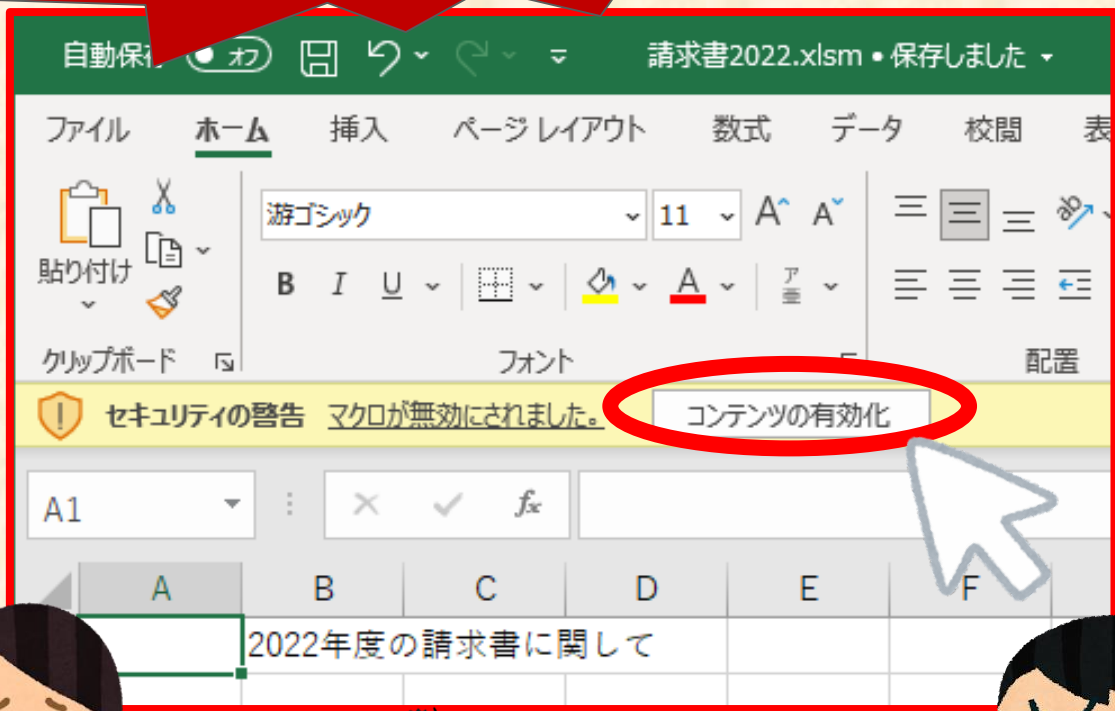 自動保存 オフ 請求書2022.xlsm • 保存しました
ファイル ホーム 挿入 ページ レイアウト 数式 データ 校閲 表
貼り付け
游ゴシック 11 A A
B I U A ア亜
クリップボード フォント 配置
セキュリティの警告 マクロが無効にされました。 コンテンツの有効化
A1 fx
A B C D E F
2022年度の請求書に関して